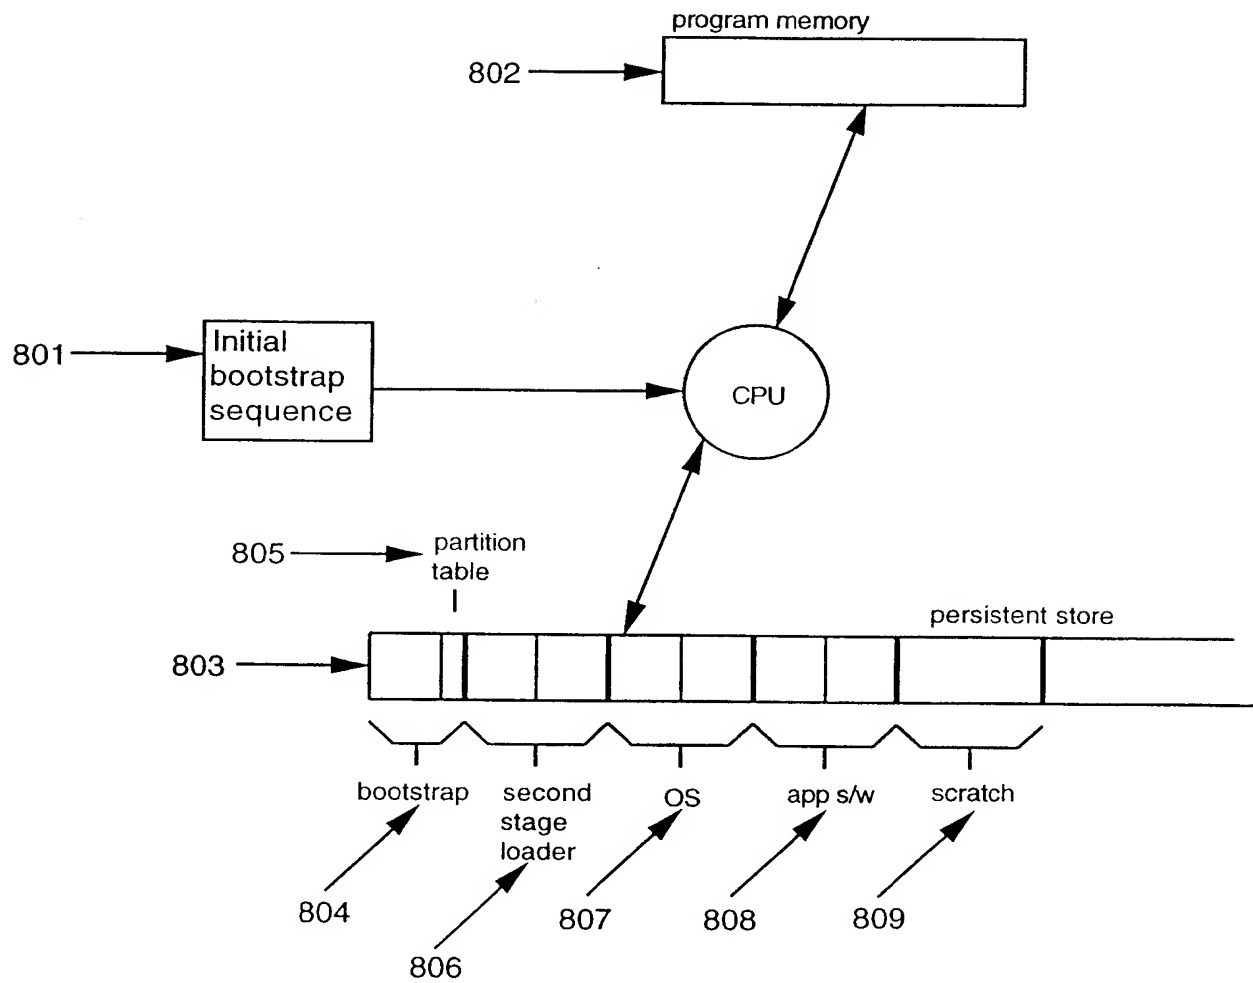 program memory
802
801
Initial
bootstrap
sequence
CPU
805
partition
table
persistent store
803
bootstrap
second
stage
loader
OS
app s/w
scratch
804
806
807
808
809